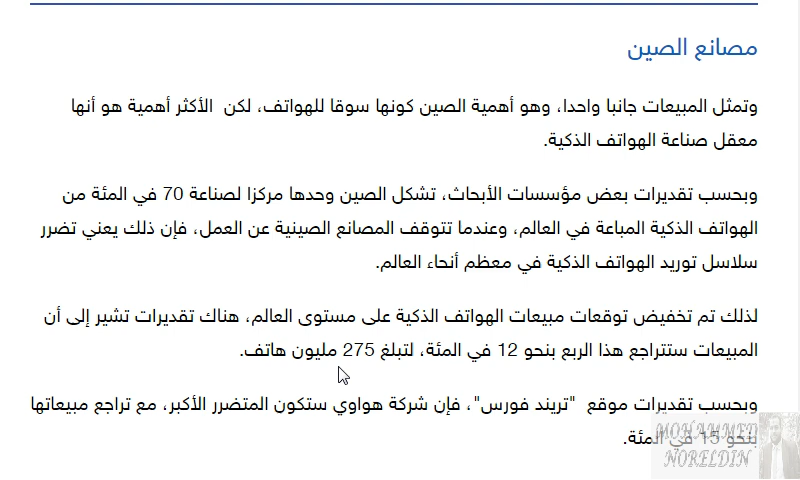 مصانع الصين
وتمثل المبيعات جانبا واحدا، وهو أهمية الصين كونها سوقا للهواتف، لكن  الأكثر أهمية هو أنها
معقل صناعة الهواتف الذكية.
وبحسب تقديرات بعض مؤسسات الأبحاث، تشكل الصين وحدها مركزا لصناعة 70 في المئة من
الهواتف الذكية المباعة في العالم، وعندما تتوقف المصانع الصينية عن العمل، فإن ذلك يعني تضرر
سلاسل توريد الهواتف الذكية في معظم أنحاء العالم.
لذلك تم تخفيض توقعات مبيعات الهواتف الذكية على مستوى العالم، هناك تقديرات تشير إلى أن
المبيعات ستتراجع هذا الربع بنحو 12 في المئة، لتبلغ 275 مليون هاتف.
وبحسب تقديرات موقع  "تريند فورس"، فإن شركة هواوي ستكون المتضرر الأكبر، مع تراجع مبيعاتها
بنحو 15 في المئة.
MOHAMMED
NORELDIN